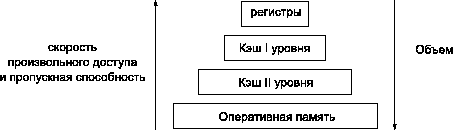 регистры
скорость
произвольного доступа
и пропускная способность
Кэш I уровня
Объем
Кэш II уровня
Оперативная память